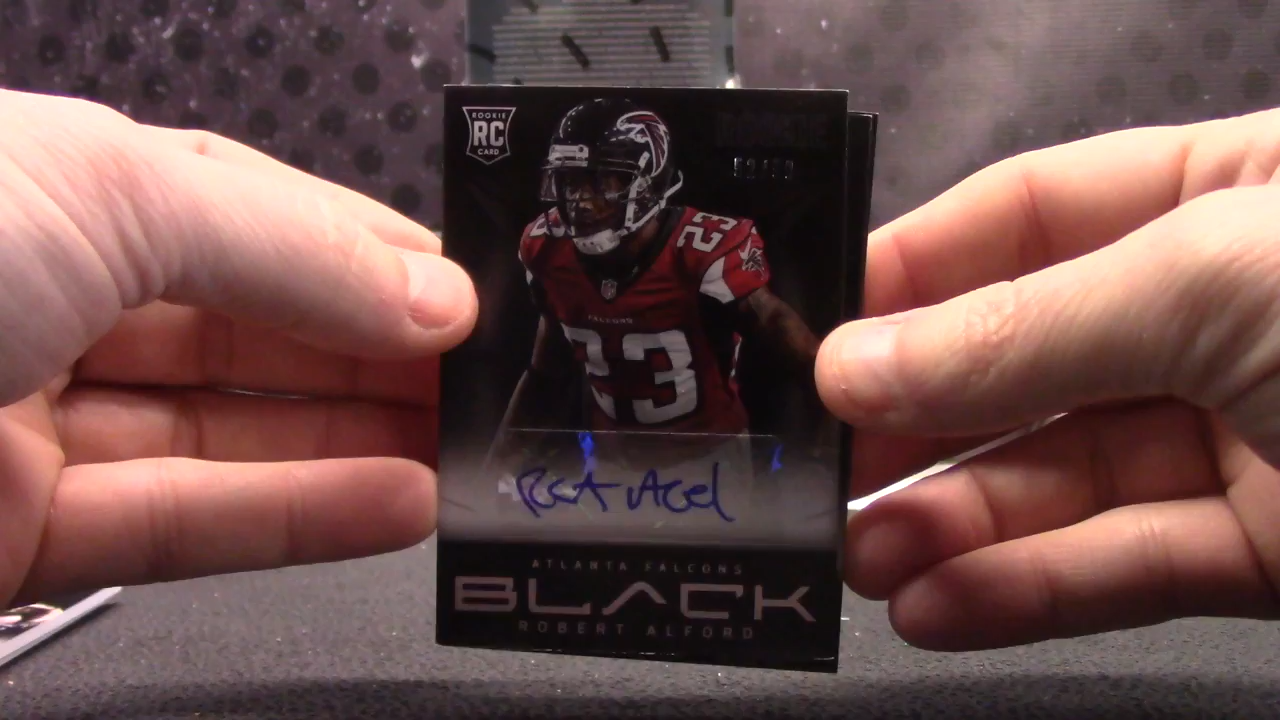 ROOKIE
RC
CARD
23
FALCONS
23
ATLANTA FALCONS
BLACK
ROBERT ALFORD